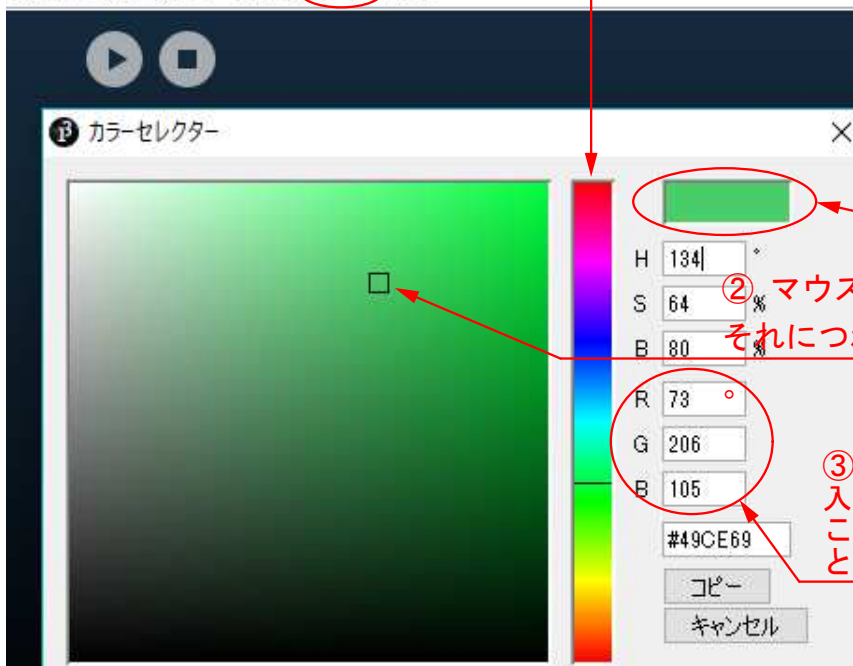 カラーセレクター
H 134 °
S 64 %
② マウス
B 80 %
それにつ
R 73 °
G 206
B 105
③
入
こ
と
#49CE69
コピー
キャンセル